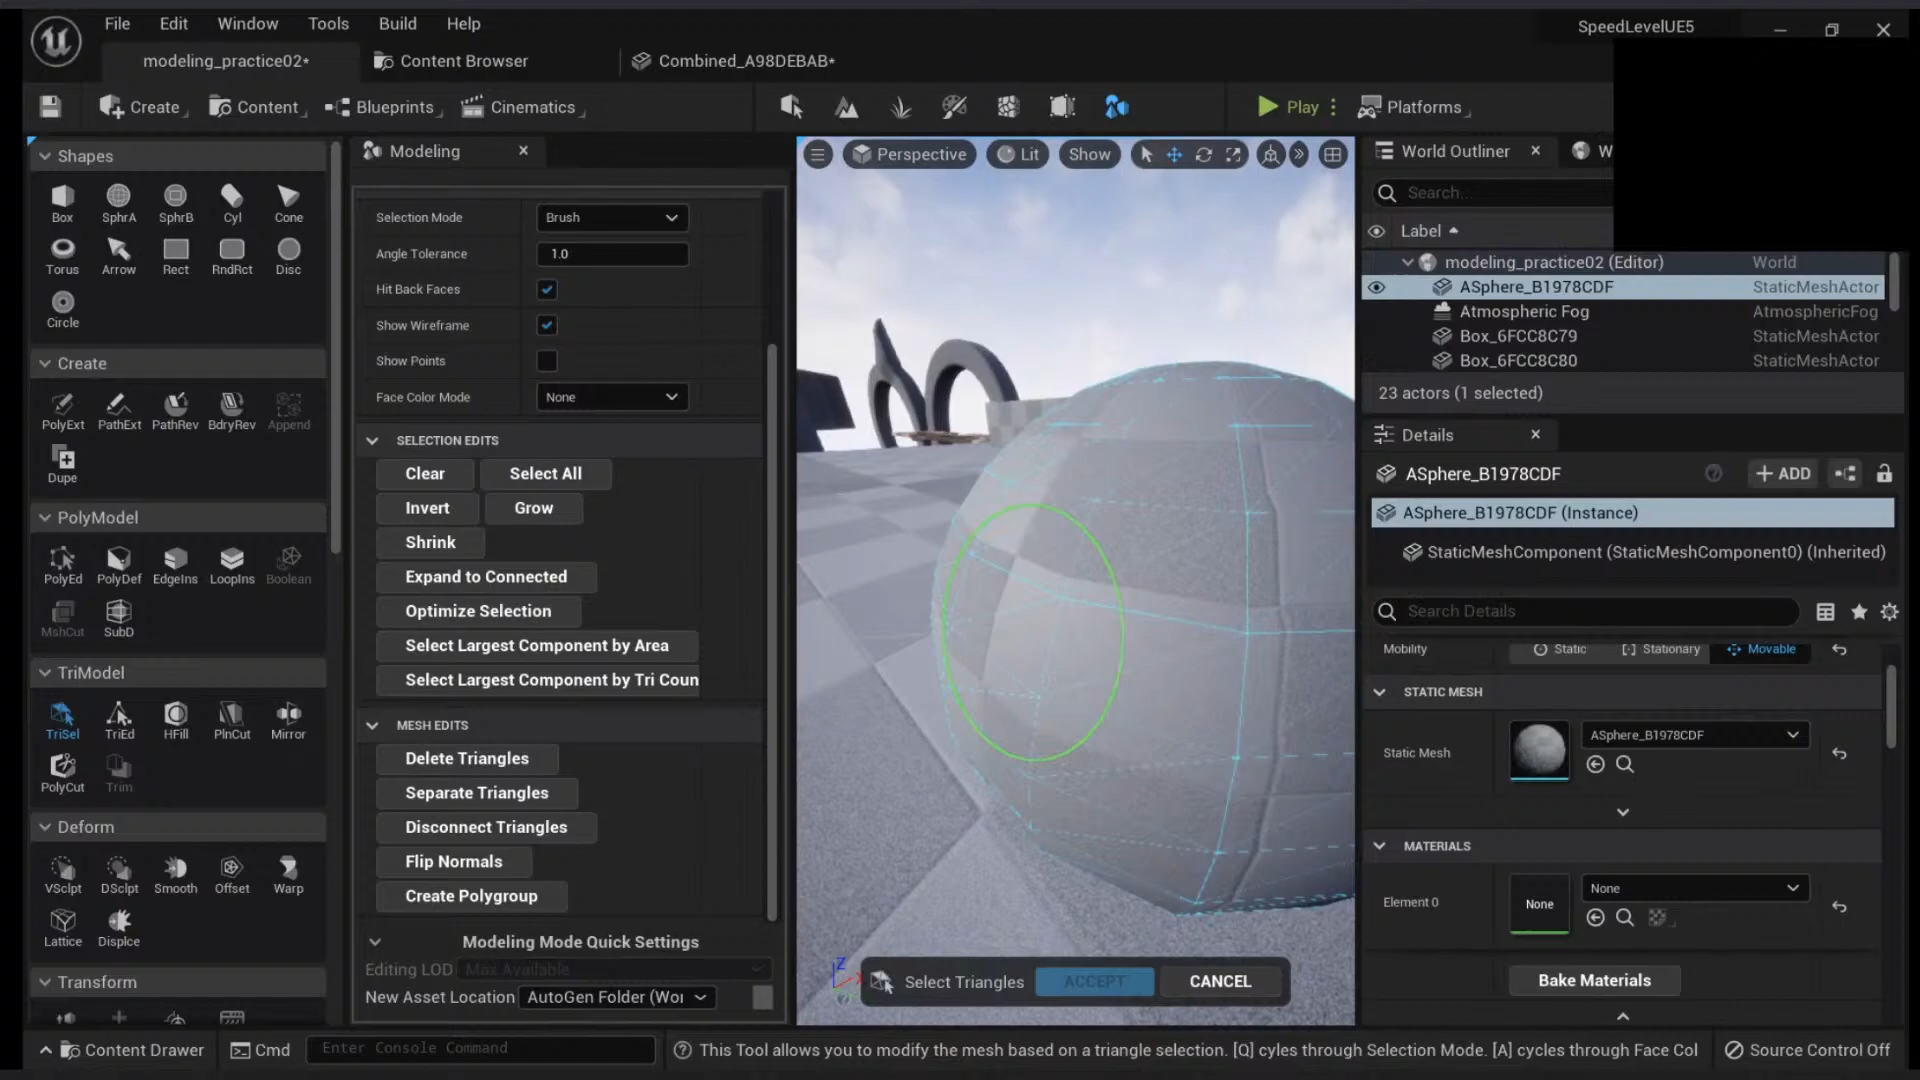 File Edit Window Tools Build Help
SpeedLevelUE5
modeling_practice02*
Content Browser
Combined_A98DEBAB*
Create
Content
Blueprints
Cinematics
Play
Platforms
Shapes
Box SphrA SphrB Cyl Cone
Torus Arrow Rect RndRct Disc
Circle
Create
PolyExt PathExt PathRev BdryRev Append
Dupe
PolyModel
PolyEd PolyDef EdgeIns LoopIns Boolean
MshCut SubD
TriModel
TriSel TriEd HFill PlnCut Mirror
PolyCut Trim
Deform
VSclpt DSclpt Smooth Offset Warp
Lattice Displce
Transform
Modeling
Selection Mode Brush
Angle Tolerance 1.0
Hit Back Faces
Show Wireframe
Show Points
Face Color Mode None
SELECTION EDITS
Clear Select All
Invert Grow
Shrink
Expand to Connected
Optimize Selection
Select Largest Component by Area
Select Largest Component by Tri Coun
MESH EDITS
Delete Triangles
Separate Triangles
Disconnect Triangles
Flip Normals
Create Polygroup
Modeling Mode Quick Settings
Editing LOD Max Available
New Asset Location AutoGen Folder (Wor
Perspective Lit Show
Z
X
Select Triangles ACCEPT CANCEL
World Outliner W
Search...
Label
modeling_practice02 (Editor) World
ASphere_B1978CDF StaticMeshActor
Atmospheric Fog AtmosphericFog
Box_6FCC8C79 StaticMeshActor
Box_6FCC8C80 StaticMeshActor
23 actors (1 selected)
Details
ASphere_B1978CDF
ADD
ASphere_B1978CDF (Instance)
StaticMeshComponent (StaticMeshComponent0) (Inherited)
Search Details
Mobility Static Stationary Movable
STATIC MESH
Static Mesh ASphere_B1978CDF
MATERIALS
Element 0 None None
Bake Materials
Content Drawer
Cmd
Enter Console Command
This Tool allows you to modify the mesh based on a triangle selection. [Q] cyles through Selection Mode. [A] cycles through Face Col
Source Control Off